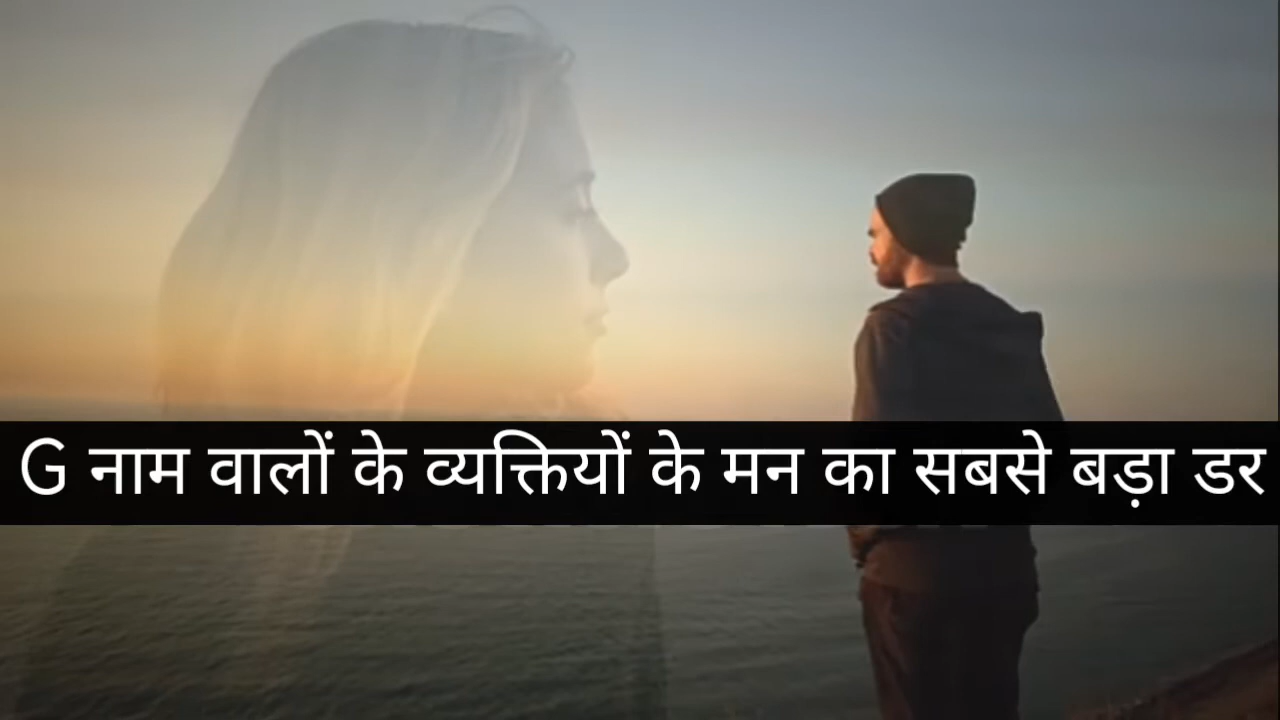 G नाम वालों के व्यक्तियों के मन का सबसे बड़ा डर